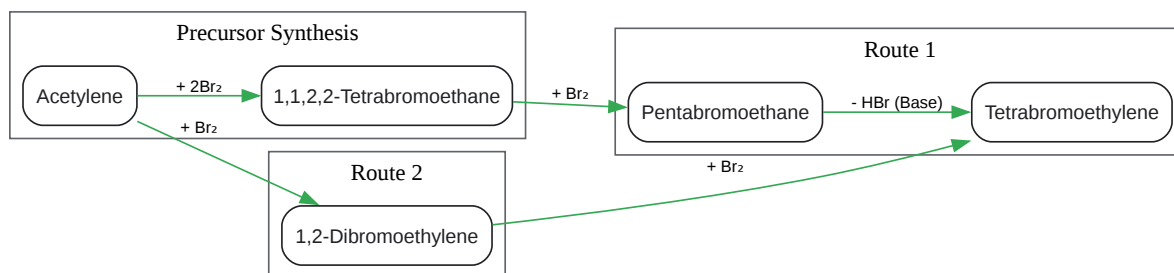 Precursor Synthesis
Acetylene
+ 2Br₂
1,1,2,2-Tetrabromoethane
+ Br₂
Route 1
Pentabromoethane
- HBr (Base)
Tetrabromoethylene
+ Br₂
Route 2
1,2-Dibromoethylene
+ Br₂